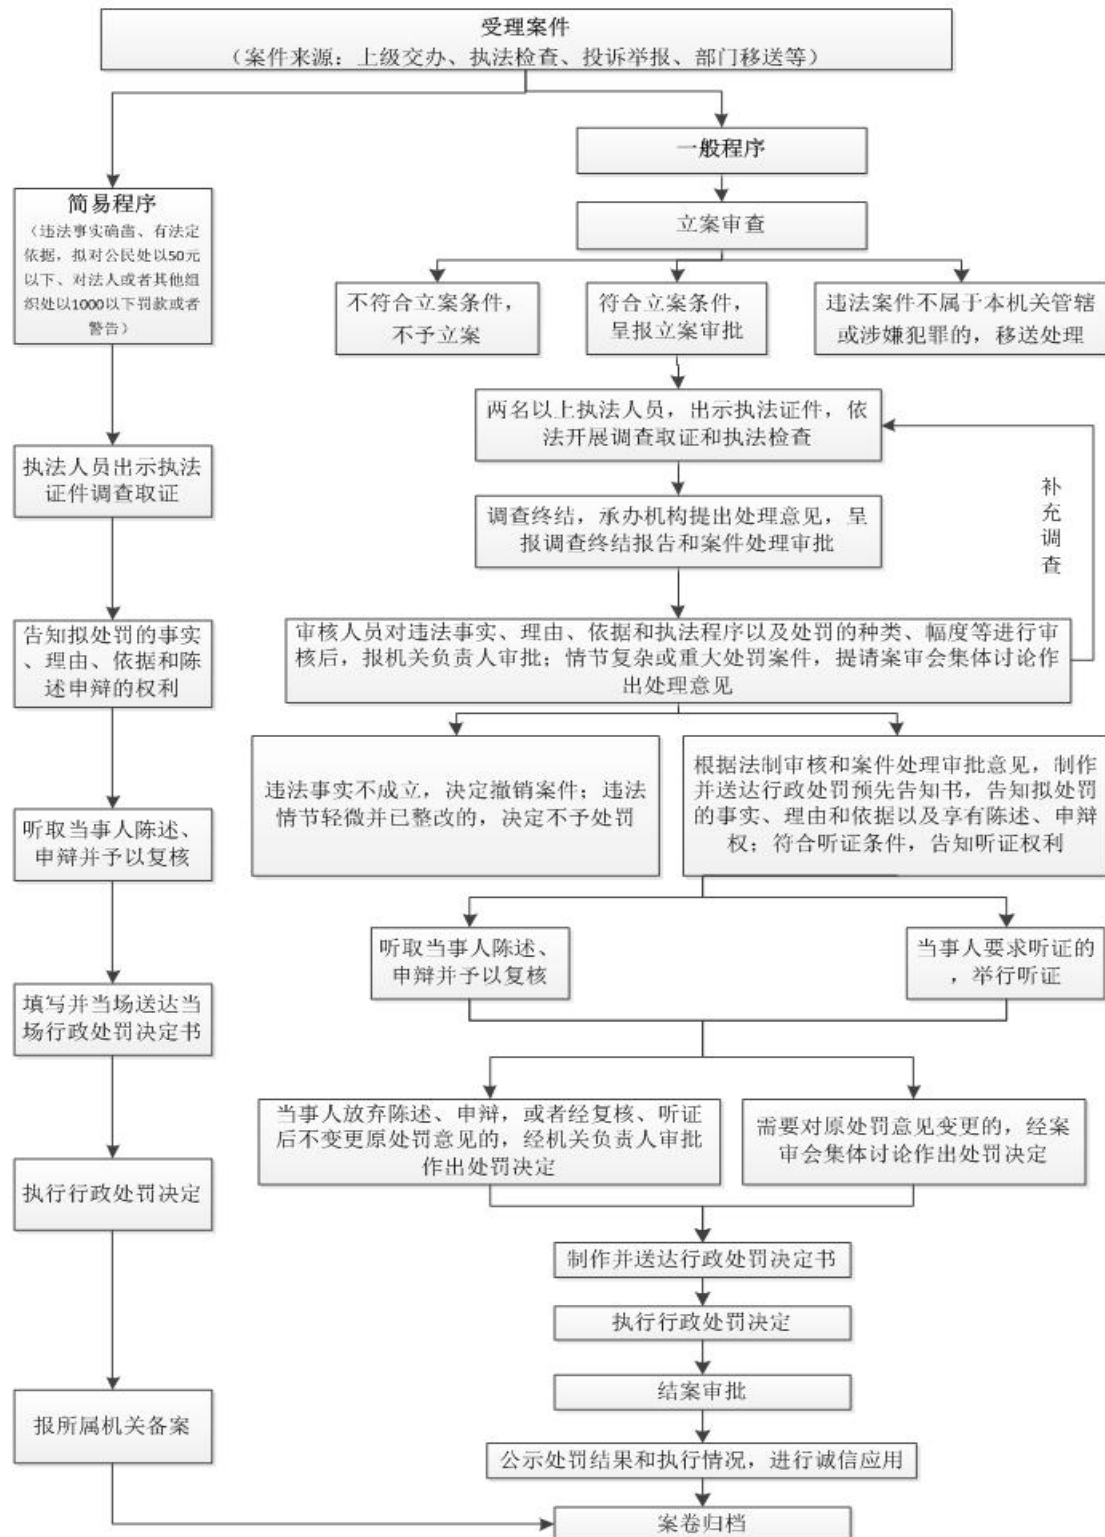 受理案件
（案件来源：上级交办、执法检查、投诉举报、部门移送等）
一般程序
简易程序
（违法事实确凿、有法定
依据，拟对公民处以50元
以下、对法人或者其他组
织处以1000以下罚款或者
警告）
立案审查
不符合立案条件，
不予立案
符合立案条件，
呈报立案审批
违法案件不属于本机关管辖
或涉嫌犯罪的，移送处理
两名以上执法人员，出示执法证件，依
法开展调查取证和执法检查
执法人员出示执法
证件调查取证
补
充
调
查
调查终结，承办机构提出处理意见，呈
报调查终结报告和案件处理审批
告知拟处罚的事实
、理由、依据和陈
述申辩的权利
审核人员对违法事实、理由、依据和执法程序以及处罚的种类、幅度等进行审
核后，报机关负责人审批；情节复杂或重大处罚案件，提请案审会集体讨论作
出处理意见
违法事实不成立，决定撤销案件；违法
情节轻微并已整改的，决定不予处罚
根据法制审核和案件处理审批意见，制作
并送达行政处罚预先告知书，告知拟处罚
的事实、理由和依据以及享有陈述、申辩
权；符合听证条件，告知听证权利
听取当事人陈述、
申辩并予以复核
听取当事人陈述、
申辩并予以复核
当事人要求听证的
，举行听证
填写并当场送达当
场行政处罚决定书
当事人放弃陈述、申辩，或者经复核、听证
后不变更原处罚意见的，经机关负责人审批
作出处罚决定
需要对原处罚意见变更的，经案
审会集体讨论作出处罚决定
执行行政处罚决定
制作并送达行政处罚决定书
执行行政处罚决定
结案审批
报所属机关备案
公示处罚结果和执行情况，进行诚信应用
案卷归档